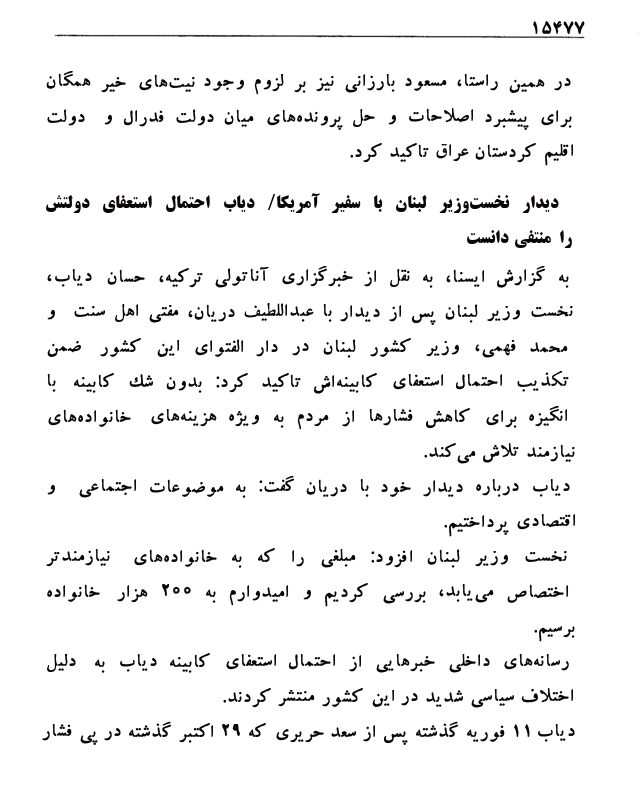 ۱۵۴۷۷
در همین راستا، مسعود بارزانی نیز بر لزوم وجود نیت‌های خیر همگان
برای پیشبرد اصلاحات و حل پرونده‌های میان دولت فدرال و دولت
اقلیم کردستان عراق تاکید کرد.
دیدار نخست‌وزیر لبنان با سفیر آمریکا/ دیاب احتمال استعفای دولتش
را منتفی دانست
به گزارش ایسنا، به نقل از خبرگزاری آناتولی ترکیه، حسان دیاب،
نخست وزیر لبنان پس از دیدار با عبداللطیف دریان، مفتی اهل سنت و
محمد فهمی، وزیر کشور لبنان در دار الفتوای این کشور ضمن
تکذیب احتمال استعفای کابینه‌اش تاکید کرد: بدون شك کابینه با
انگیزه برای کاهش فشارها از مردم به ویژه هزینه‌های خانواده‌های
نیازمند تلاش می‌کند.
دیاب درباره دیدار خود با دریان گفت: به موضوعات اجتماعی و
اقتصادی پرداختیم.
نخست وزیر لبنان افزود: مبلغی را که به خانواده‌های نیازمندتر
اختصاص می‌یابد، بررسی کردیم و امیدوارم به ۲۰۰ هزار خانواده
برسیم.
رسانه‌های داخلی خبرهایی از احتمال استعفای کابینه دیاب به دلیل
اختلاف سیاسی شدید در این کشور منتشر کردند.
دیاب ۱۱ فوریه گذشته پس از سعد حریری که ۲۹ اکتبر گذشته در پی فشار